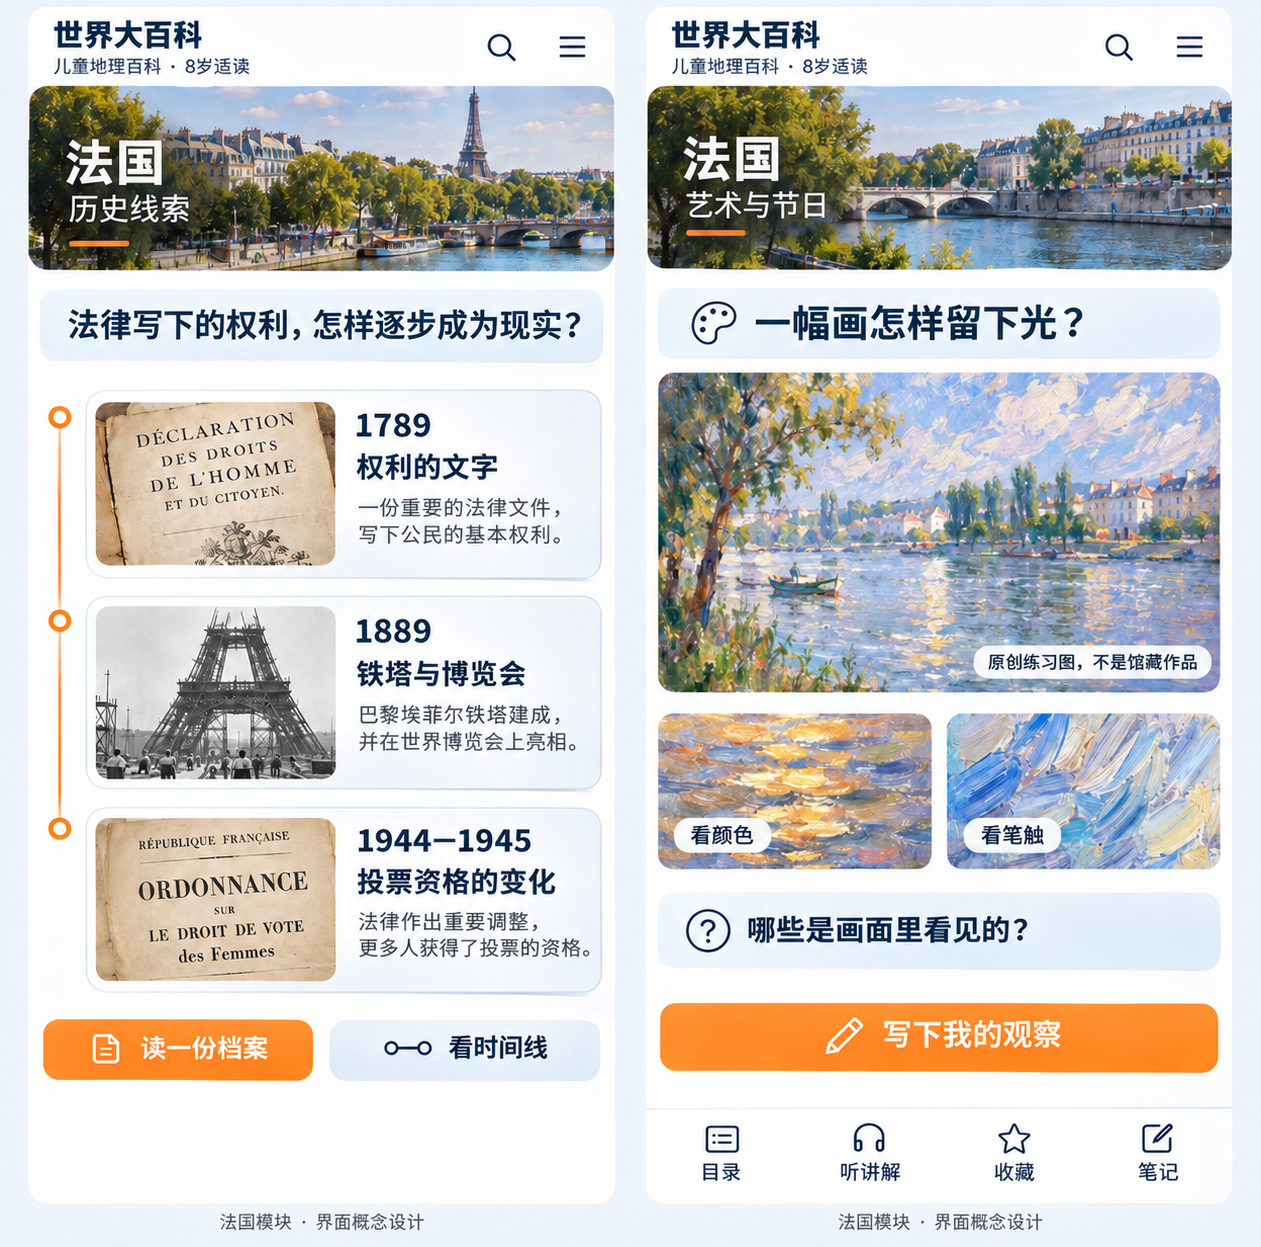 世界大百科
儿童地理百科 · 8岁适读
法国
历史线索
法律写下的权利，怎样逐步成为现实？
DÉCLARATION
DES DROITS
DE L'HOMME
ET DU CITOYEN.
1789
权利的文字
一份重要的法律文件，
写下公民的基本权利。
1889
铁塔与博览会
巴黎埃菲尔铁塔建成，
并在世界博览会上亮相。
RÉPUBLIQUE FRANÇAISE
ORDONNANCE
SUR
LE DROIT DE VOTE
des Femmes
1944—1945
投票资格的变化
法律作出重要调整，
更多人获得了投票的资格。
读一份档案
看时间线
法国模块 · 界面概念设计
世界大百科
儿童地理百科 · 8岁适读
法国
艺术与节日
一幅画怎样留下光？
原创练习图，不是馆藏作品
看颜色
看笔触
哪些是画面里看见的？
写下我的观察
目录
听讲解
收藏
笔记
法国模块 · 界面概念设计